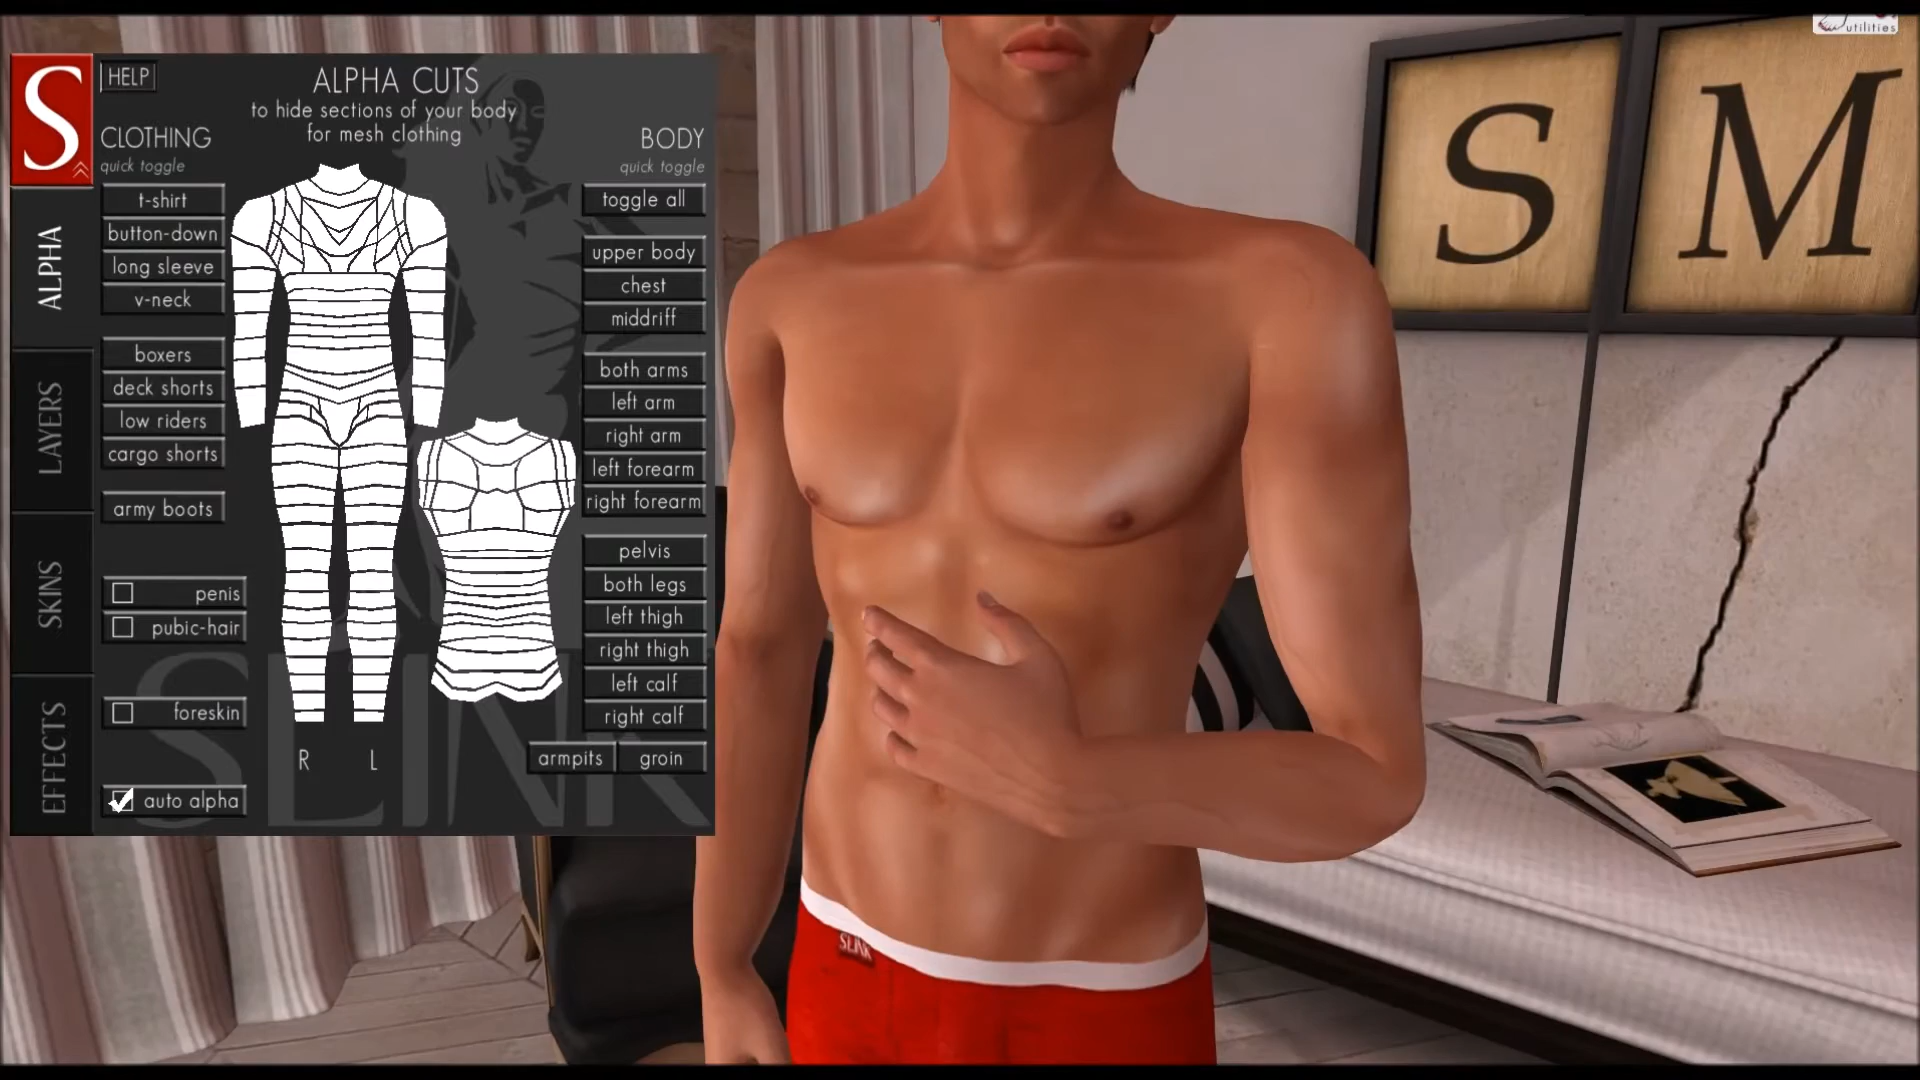 S
HELP
ALPHA CUTS
to hide sections of your body
for mesh clothing
CLOTHING
quick toggle
t-shirt
button-down
long sleeve
v-neck
boxers
deck shorts
low riders
cargo shorts
army boots
penis
pubic-hair
foreskin
auto alpha
R L
BODY
quick toggle
toggle all
upper body
chest
middriff
both arms
left arm
right arm
left forearm
right forearm
pelvis
both legs
left thigh
right thigh
left calf
right calf
armpits
groin
ALPHA
LAYERS
SKINS
EFFECTS
SLINK
SLINK
S M
utilities